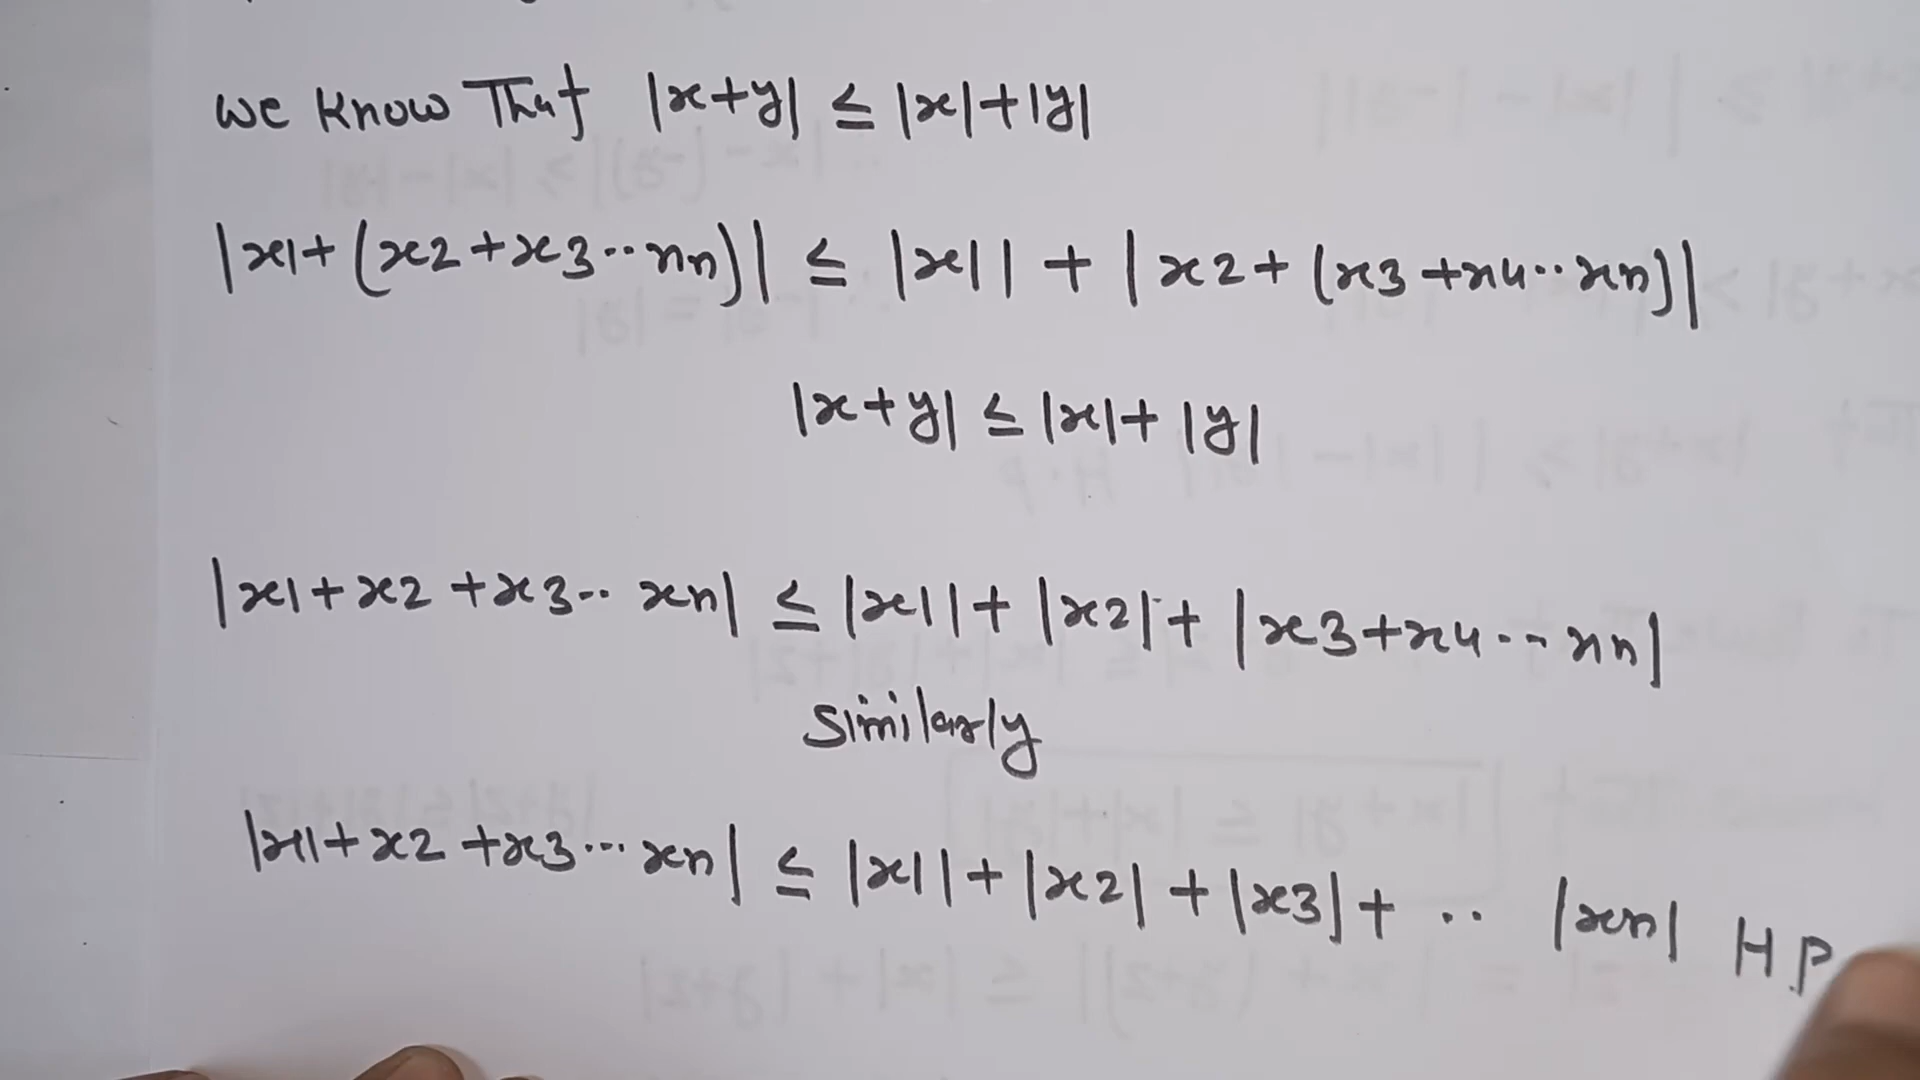 we know That |x+y| ≤ |x|+|y|
|x1+(x2+x3..xn)| ≤ |x1| + |x2+(x3+x4..xn)|
|x+y| ≤ |x|+|y|
|x1+x2+x3.. xn| ≤ |x1|+|x2|+|x3+x4..xn|
Similarly
|x1+x2+x3...xn| ≤ |x1|+|x2|+|x3|+ .. |xn| HP